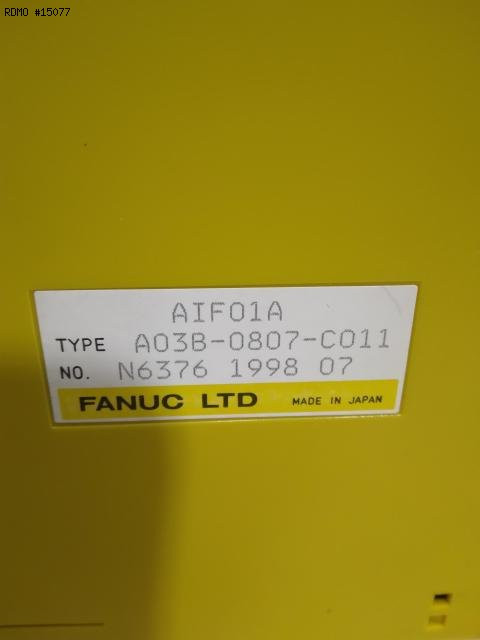 RDMO #15077
AIF01A
TYPE A03B-0807-C011
NO. N6376 1998 07
FANUC LTD MADE IN JAPAN